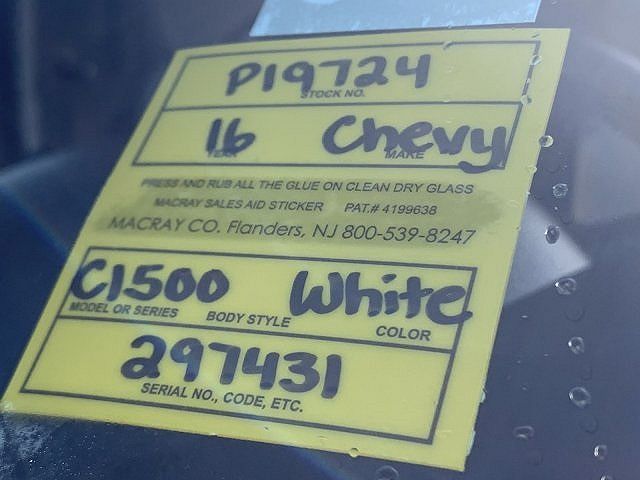 P19724
STOCK NO.
16 Chevy
YEAR MAKE
PRESS AND RUB ALL THE GLUE ON CLEAN DRY GLASS
MACRAY SALES AID STICKER PAT.# 4199638
MACRAY CO. Flanders, NJ 800-539-8247
C1500 White
MODEL OR SERIES BODY STYLE COLOR
297431
SERIAL NO., CODE, ETC.